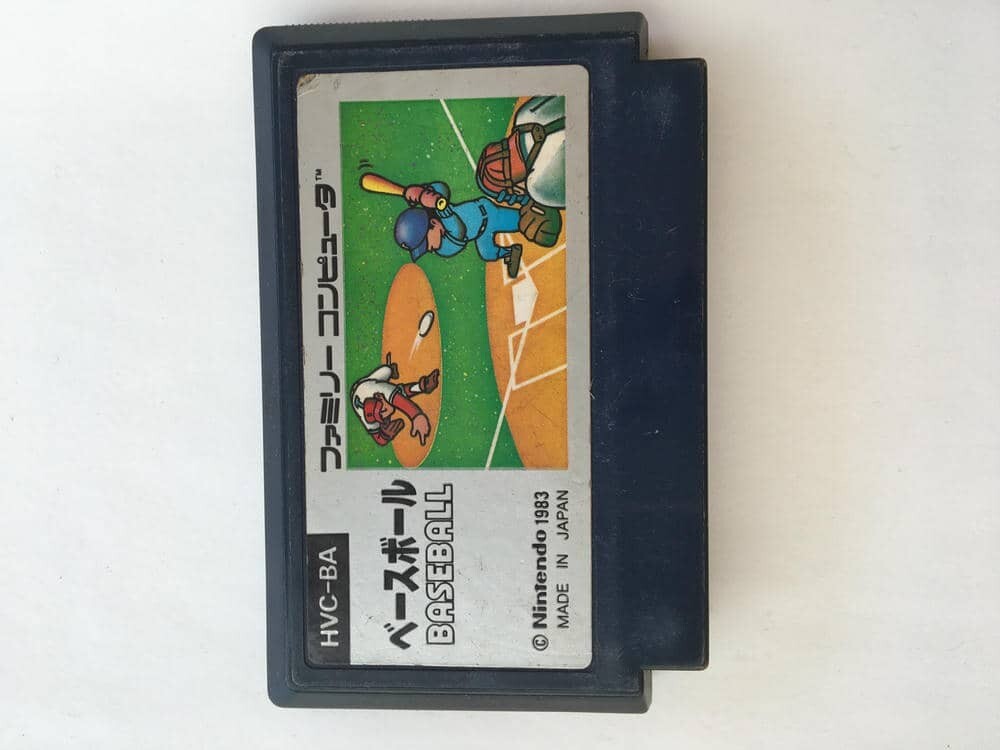 HVC-BA
ファミリー コンピュータ™
ベースボール
BASEBALL
© Nintendo 1983
MADE IN JAPAN